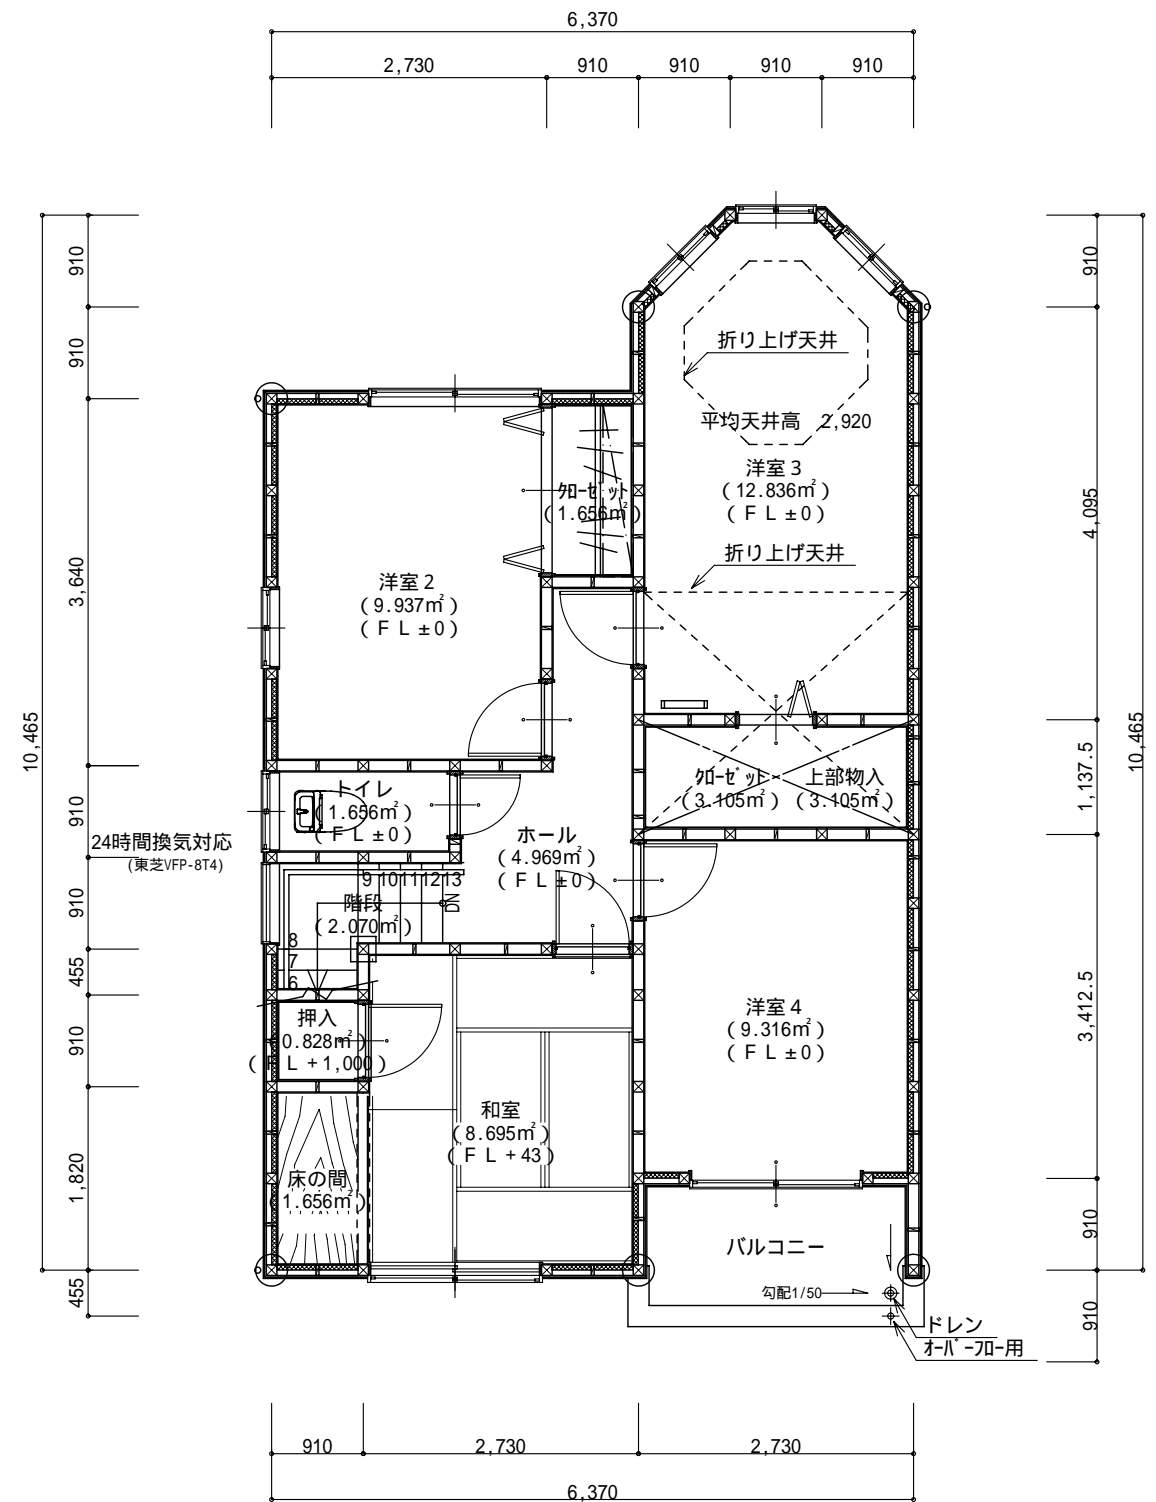 6,370
2,730
910
910
910
910
910
910
3,640
910
910
455
910
1,820
455
10,465
910
4,095
1,137.5
3,412.5
910
910
10,465
折り上げ天井
平均天井高 2,920
洋室3
(12.836㎡)
(FL±0)
折り上げ天井
クローゼット
(1.656㎡)
洋室2
(9.937㎡)
(FL±0)
クローゼット
(3.105㎡)
上部物入
(3.105㎡)
トイレ
(1.656㎡)
(FL±0)
24時間換気対応
(東芝VFP-8T4)
ホール
(4.969㎡)
(FL±0)
9 10 11 12 13
DN
階段
(2.070㎡)
8
7
6
押入
0.828㎡)
(FL+1,000)
洋室4
(9.316㎡)
(FL±0)
和室
(8.695㎡)
(FL+43)
床の間
1.656㎡)
バルコニー
勾配1/50
ドレン
オーバーフロー用
910
2,730
2,730
6,370